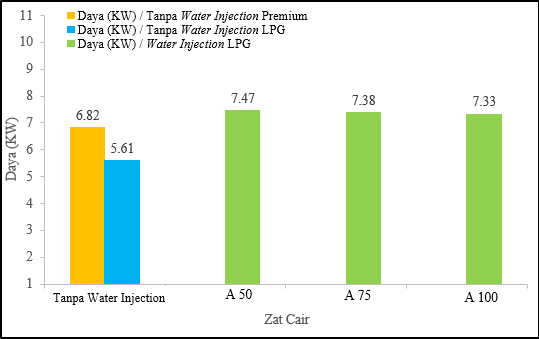 Daya (KW) / Tanpa Water Injection Premium
Daya (KW) / Tanpa Water Injection LPG
Daya (KW) / Water Injection LPG
Daya (KW)
11
10
9
8
7
6
5
4
3
2
1
6.82
5.61
7.47
7.38
7.33
Tanpa Water Injection
A 50
A 75
A 100
Zat Cair